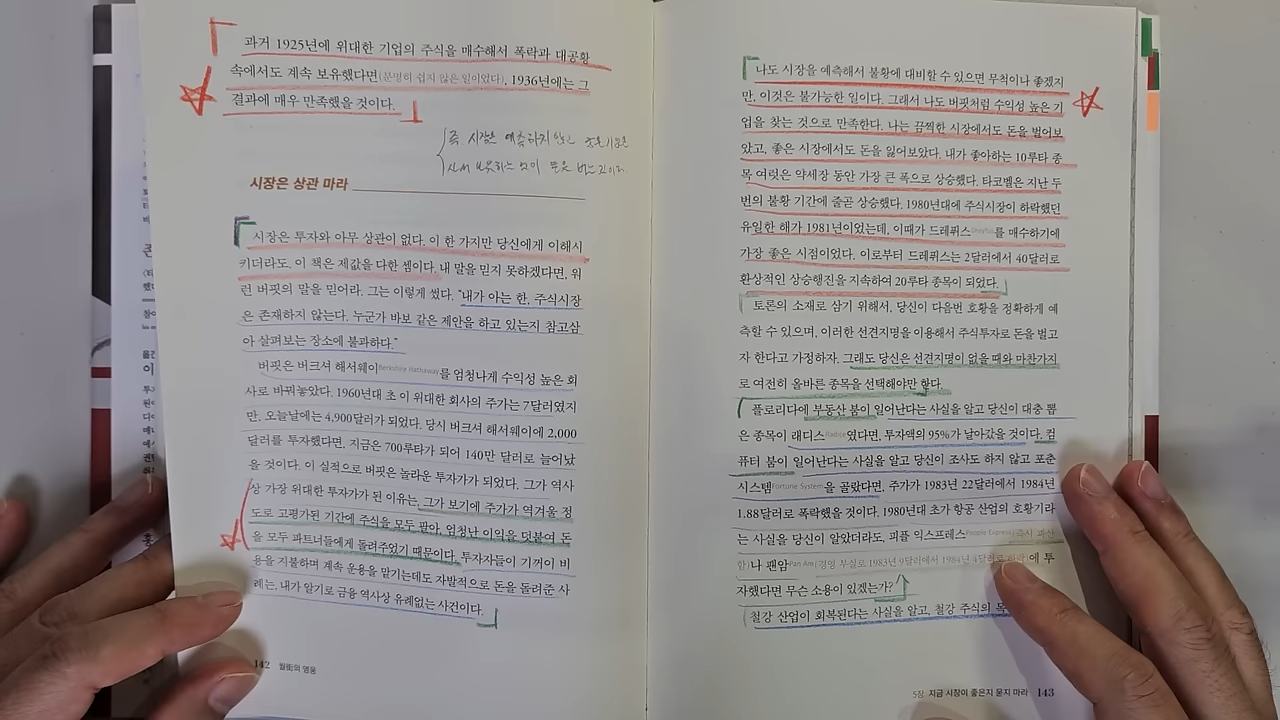 과거 1925년에 위대한 기업의 주식을 매수해서 폭락과 대공황
속에서도 계속 보유했다면(분명히 쉽지 않은 일이었다), 1936년에는 그
결과에 매우 만족했을 것이다.
즉 시장은 예측하지 않고 좋은기업은
시장은 상관 마라
시장은 투자와 아무 상관이 없다. 이 한 가지만 당신에게 이해시
키더라도, 이 책은 제값을 다한 셈이다. 내 말을 믿지 못하겠다면, 워
런 버핏의 말을 믿어라. 그는 이렇게 썼다. “내가 아는 한, 주식시장
은 존재하지 않는다. 누군가 바보 같은 제안을 하고 있는지 참고삼
아 살펴보는 장소에 불과하다.”
버핏은 버크셔 해서웨이Berkshire Hathaway를 엄청나게 수익성 높은 회
사로 바꿔놓았다. 1960년대 초 이 위대한 회사의 주가는 7달러였지
만, 오늘날에는 4,900달러가 되었다. 당시 버크셔 해서웨이에 2,000
달러를 투자했다면, 지금은 700루타가 되어 140만 달러로 늘어났
을 것이다. 이 실적으로 버핏은 놀라운 투자가가 되었다. 그가 역사
상 가장 위대한 투자가가 된 이유는, 그가 보기에 주가가 역겨울 정
도로 고평가된 기간에 주식을 모두 팔아, 엄청난 이익을 덧붙여 돈
을 모두 파트너들에게 돌려주었기 때문이다. 투자자들이 기꺼이 비
용을 지불하며 계속 운용을 맡기는데도 자발적으로 돈을 돌려준 사
례는, 내가 알기로 금융 역사상 유례없는 사건이다.
142 월街의 영웅
나도 시장을 예측해서 불황에 대비할 수 있으면 무척이나 좋겠지
만, 이것은 불가능한 일이다. 그래서 나도 버핏처럼 수익성 높은 기
업을 찾는 것으로 만족한다. 나는 끔찍한 시장에서도 돈을 벌어보
았고, 좋은 시장에서도 돈을 잃어보았다. 내가 좋아하는 10루타 종
목 여럿은 약세장 동안 가장 큰 폭으로 상승했다. 타코벨은 지난 두
번의 불황 기간에 줄곧 상승했다. 1980년대에 주식시장이 하락했던
유일한 해가 1981년이었는데, 이때가 드레퓌스Dreyfus를 매수하기에
가장 좋은 시점이었다. 이로부터 드레퓌스는 2달러에서 40달러로
환상적인 상승행진을 지속하여 20루타 종목이 되었다.
토론의 소재로 삼기 위해서, 당신이 다음번 호황을 정확하게 예
측할 수 있으며, 이러한 선견지명을 이용해서 주식투자로 돈을 벌고
자 한다고 가정하자. 그래도 당신은 선견지명이 없을 때와 마찬가지
로 여전히 올바른 종목을 선택해야만 한다.
플로리다에 부동산 붐이 일어난다는 사실을 알고 당신이 대충 뽑
은 종목이 래디스Radice였다면, 투자액의 95%가 날아갔을 것이다. 컴
퓨터 붐이 일어난다는 사실을 알고 당신이 조사도 하지 않고 포춘
시스템Fortune System을 골랐다면, 주가가 1983년 22달러에서 1984년
1.88달러로 폭락했을 것이다. 1980년대 초가 항공 산업의 호황기라
는 사실을 당신이 알았더라도, 피플 익스프레스People Express(즉시 파산
함)나 팬암Pan Am(경영 부실로 1983년 9달러에서 1984년 4달러로 하락)에 투
자했다면 무슨 소용이 있겠는가?
철강 산업이 회복된다는 사실을 알고, 철강 주식의
5장 지금 시장이 좋은지 묻지 마라 143